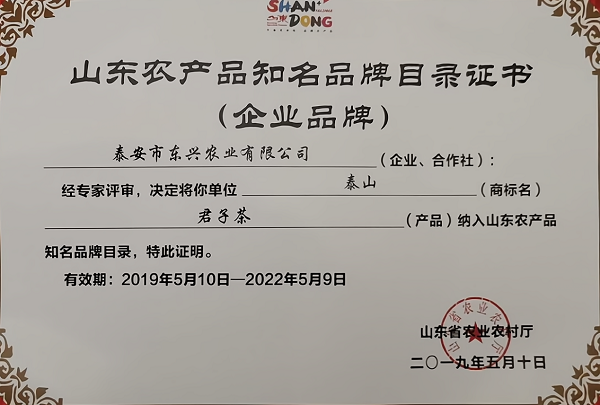 SHAN
DONG
山东农产品知名品牌目录证书
（企业品牌）
泰安市东兴农业有限公司（企业、合作社）：
经专家评审，决定将你单位 泰山 （商标名）
君子茶 （产品）纳入山东农产品
知名品牌目录，特此证明。
有效期：2019年5月10日—2022年5月9日
山东省农业农村厅
二〇一九年五月十日